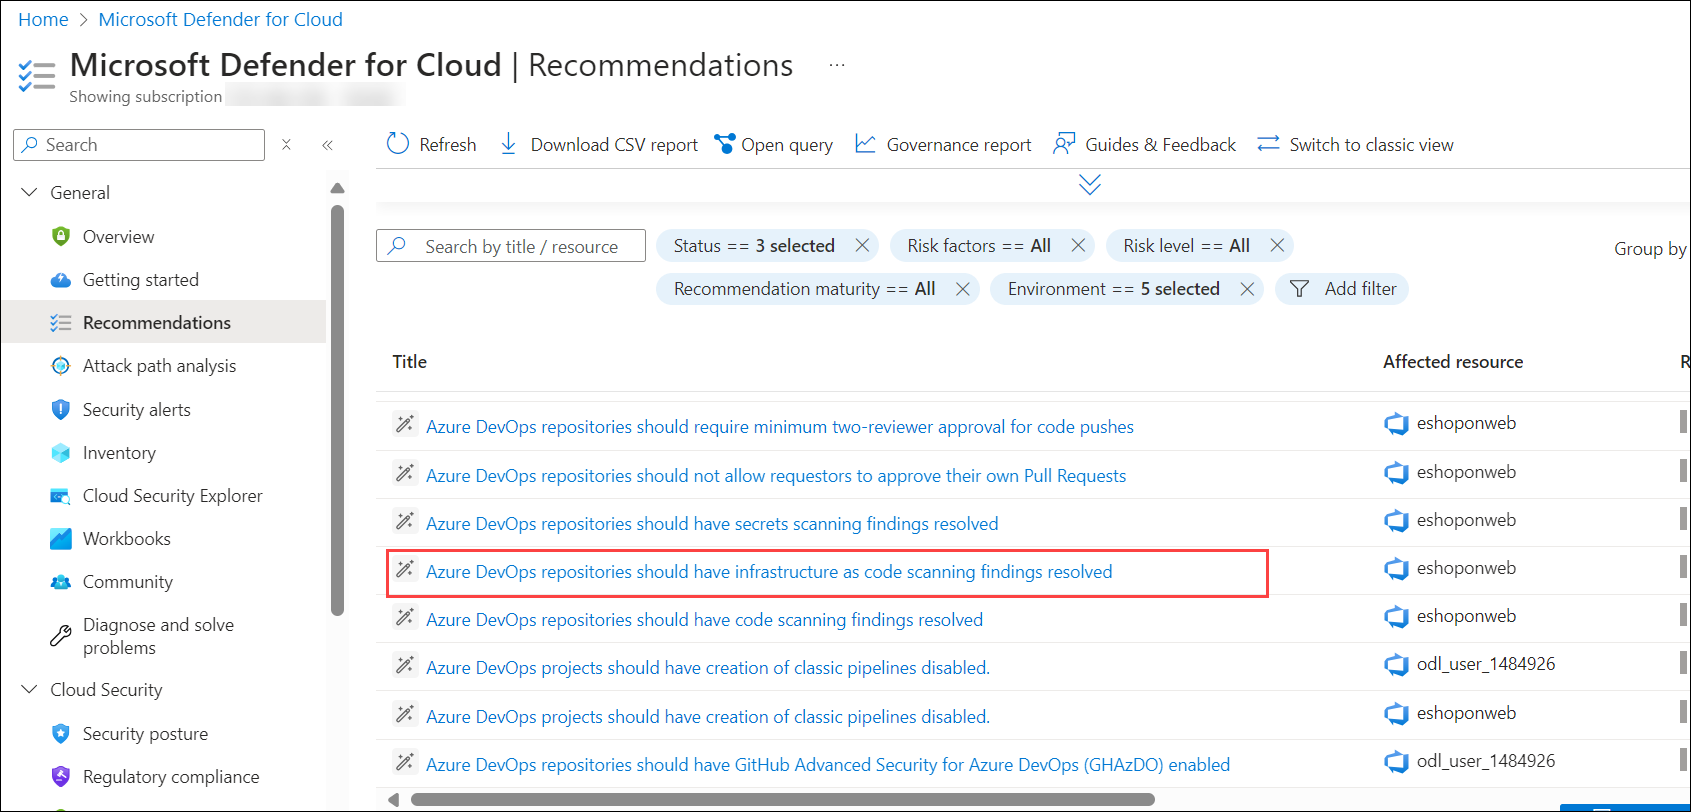 Home > Microsoft Defender for Cloud
Microsoft Defender for Cloud | Recommendations ...
Showing subscription
Search
Refresh Download CSV report Open query Governance report Guides & Feedback Switch to classic view
General
Overview
Getting started
Recommendations
Attack path analysis
Security alerts
Inventory
Cloud Security Explorer
Workbooks
Community
Diagnose and solve
problems
Cloud Security
Security posture
Regulatory compliance
Search by title / resource
Status == 3 selected Risk factors == All Risk level == All
Group by
Recommendation maturity == All Environment == 5 selected Add filter
Title Affected resource R
Azure DevOps repositories should require minimum two-reviewer approval for code pushes eshoponweb
Azure DevOps repositories should not allow requestors to approve their own Pull Requests eshoponweb
Azure DevOps repositories should have secrets scanning findings resolved eshoponweb
Azure DevOps repositories should have infrastructure as code scanning findings resolved eshoponweb
Azure DevOps repositories should have code scanning findings resolved eshoponweb
Azure DevOps projects should have creation of classic pipelines disabled. odl_user_1484926
Azure DevOps projects should have creation of classic pipelines disabled. eshoponweb
Azure DevOps repositories should have GitHub Advanced Security for Azure DevOps (GHAzDO) enabled odl_user_1484926